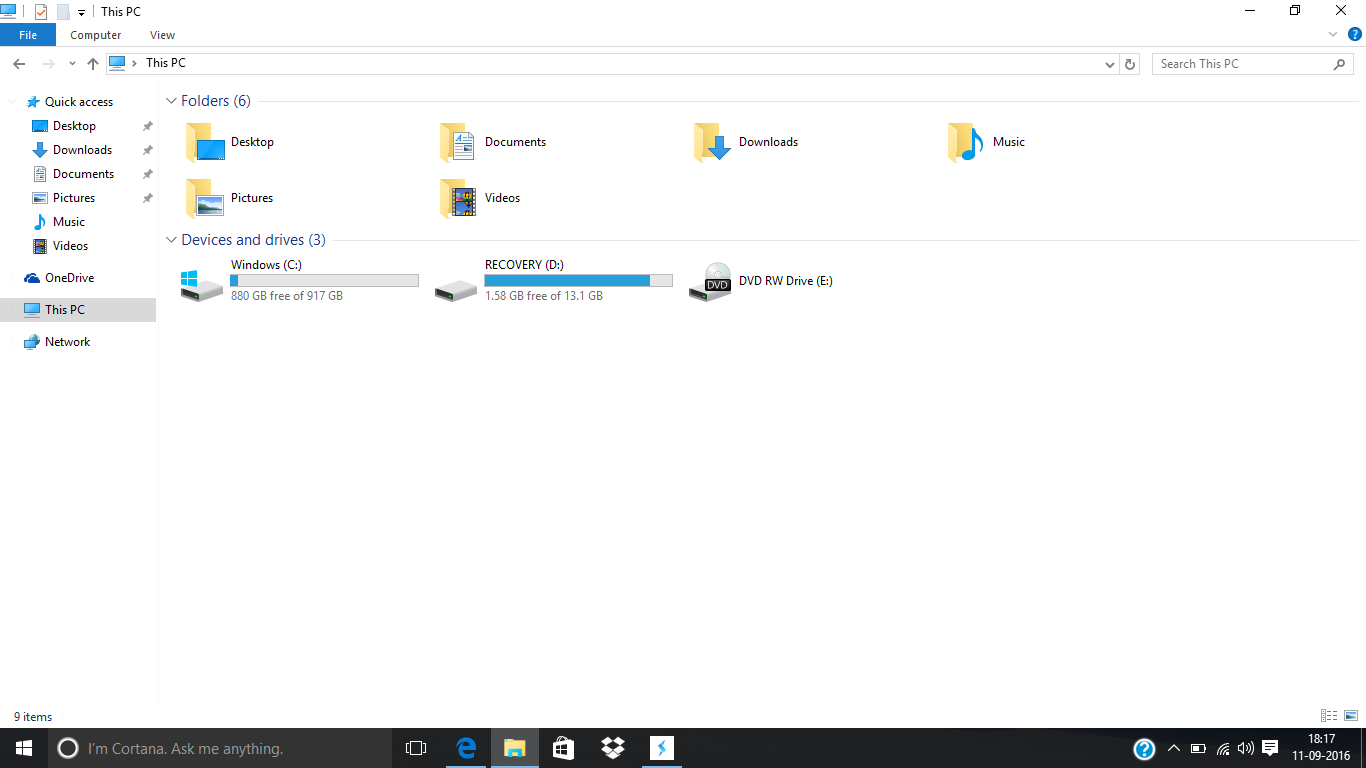 This PC
File Computer View
This PC
Search This PC
Quick access
Desktop
Downloads
Documents
Pictures
Music
Videos
OneDrive
This PC
Network
Folders (6)
Desktop
Documents
Downloads
Music
Pictures
Videos
Devices and drives (3)
Windows (C:)
880 GB free of 917 GB
RECOVERY (D:)
1.58 GB free of 13.1 GB
DVD
DVD RW Drive (E:)
9 items
I'm Cortana. Ask me anything.
18:17
11-09-2016